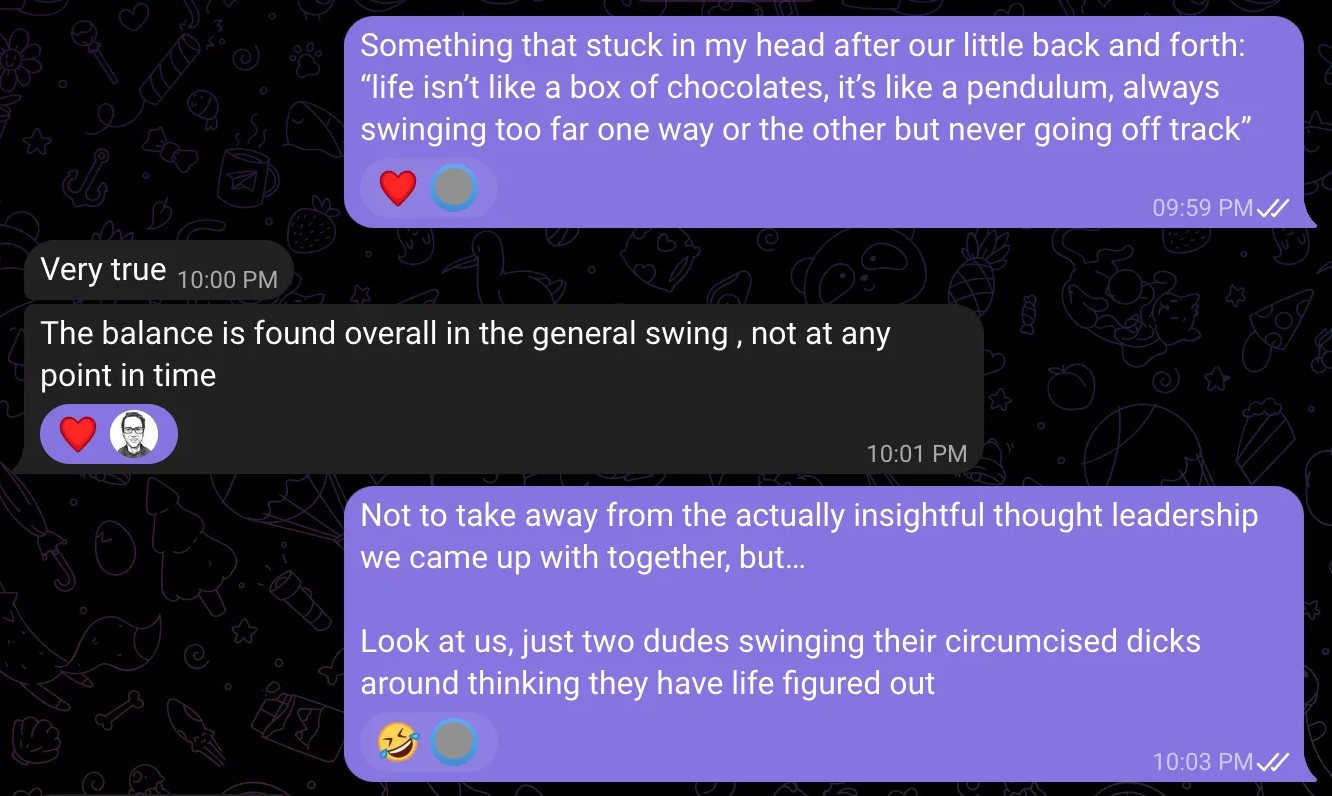 Something that stuck in my head after our little back and forth:
“life isn’t like a box of chocolates, it’s like a pendulum, always
swinging too far one way or the other but never going off track”
09:59 PM
Very true 10:00 PM
The balance is found overall in the general swing , not at any
point in time
10:01 PM
Not to take away from the actually insightful thought leadership
we came up with together, but…
Look at us, just two dudes swinging their circumcised dicks
around thinking they have life figured out
10:03 PM